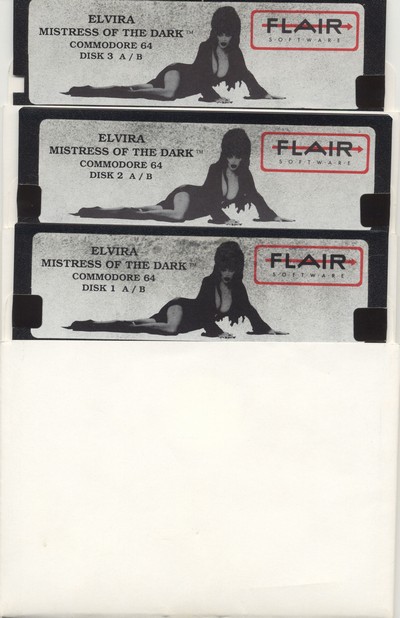 ELVIRA
MISTRESS OF THE DARK™
COMMODORE 64
DISK 3 A / B
FLAIR
SOFTWARE
ELVIRA
MISTRESS OF THE DARK™
COMMODORE 64
DISK 2 A / B
FLAIR
SOFTWARE
ELVIRA
MISTRESS OF THE DARK™
COMMODORE 64
DISK 1 A / B
FLAIR
SOFTWARE